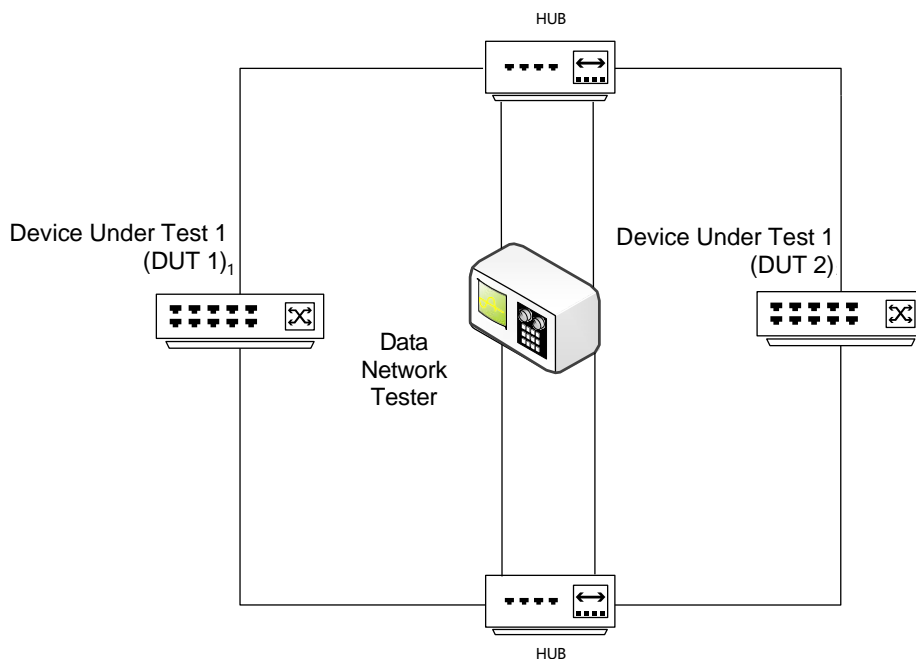 HUB
Device Under Test 1
(DUT 1)₁
Device Under Test 1
(DUT 2)
Data
Network
Tester
HUB